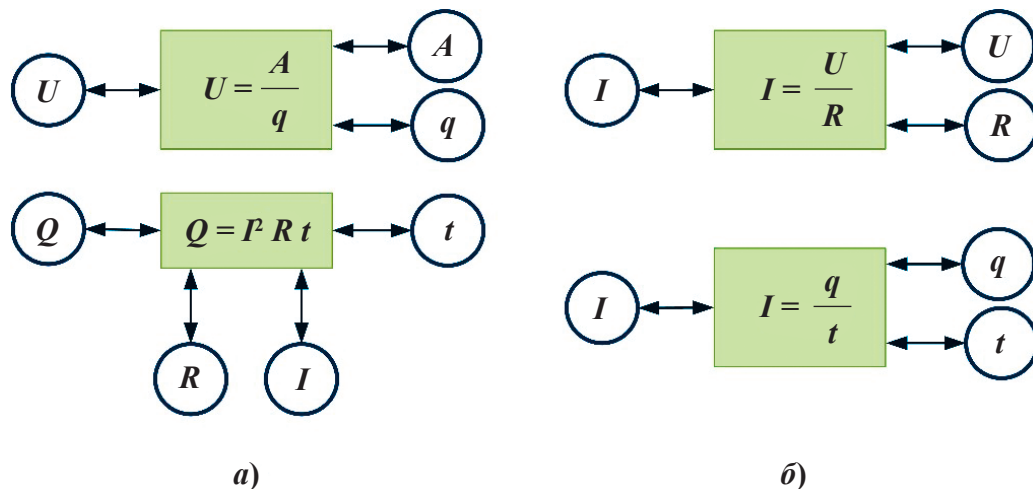 U
U = A / q
A
q
Q
Q = I² R t
t
R
I
а)
I
I = U / R
U
R
I
I = q / t
q
t
б)